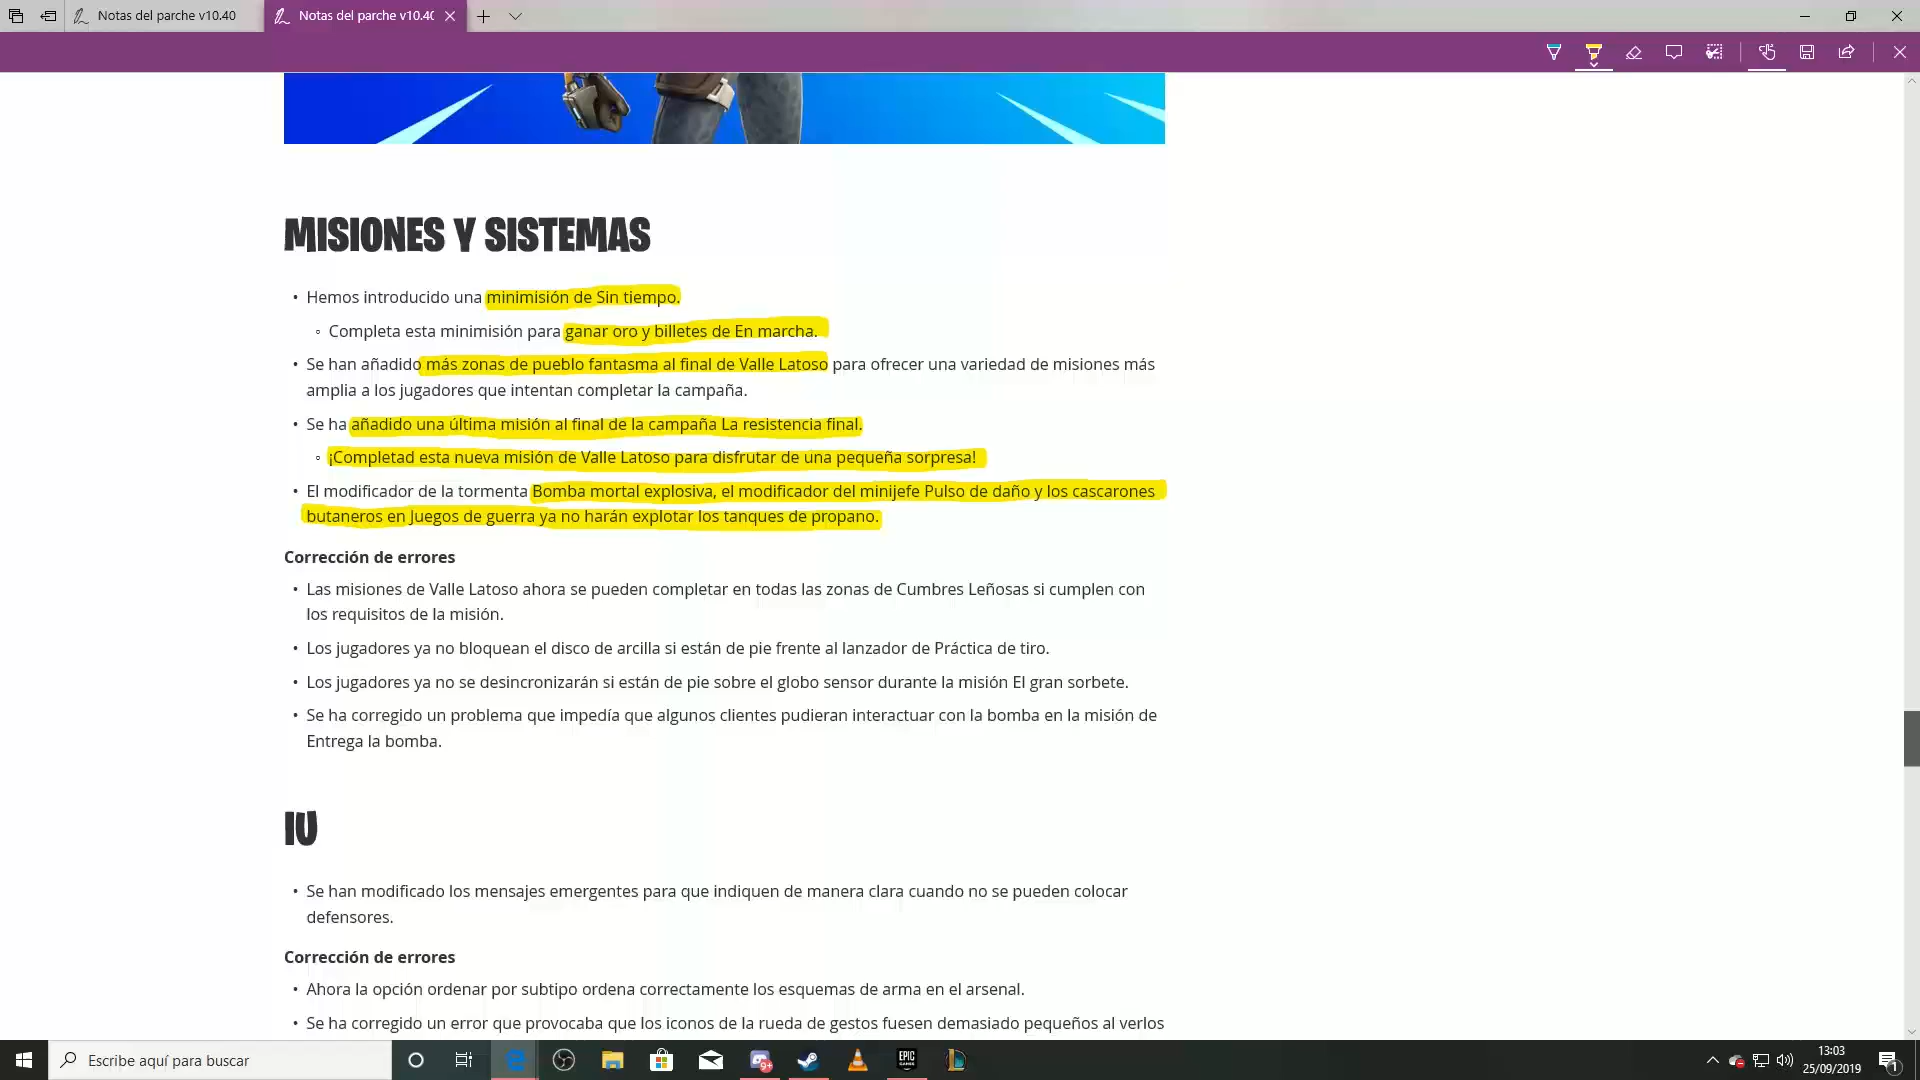 Notas del parche v10.40
Notas del parche v10.40
MISIONES Y SISTEMAS
• Hemos introducido una minimisión de Sin tiempo.
◦ Completa esta minimisión para ganar oro y billetes de En marcha.
• Se han añadido más zonas de pueblo fantasma al final de Valle Latoso para ofrecer una variedad de misiones más
amplia a los jugadores que intentan completar la campaña.
• Se ha añadido una última misión al final de la campaña La resistencia final.
◦ ¡Completad esta nueva misión de Valle Latoso para disfrutar de una pequeña sorpresa!
• El modificador de la tormenta Bomba mortal explosiva, el modificador del minijefe Pulso de daño y los cascarones
butaneros en Juegos de guerra ya no harán explotar los tanques de propano.
Corrección de errores
• Las misiones de Valle Latoso ahora se pueden completar en todas las zonas de Cumbres Leñosas si cumplen con
los requisitos de la misión.
• Los jugadores ya no bloquean el disco de arcilla si están de pie frente al lanzador de Práctica de tiro.
• Los jugadores ya no se desincronizarán si están de pie sobre el globo sensor durante la misión El gran sorbete.
• Se ha corregido un problema que impedía que algunos clientes pudieran interactuar con la bomba en la misión de
Entrega la bomba.
IU
• Se han modificado los mensajes emergentes para que indiquen de manera clara cuando no se pueden colocar
defensores.
Corrección de errores
• Ahora la opción ordenar por subtipo ordena correctamente los esquemas de arma en el arsenal.
• Se ha corregido un error que provocaba que los iconos de la rueda de gestos fuesen demasiado pequeños al verlos
Escribe aquí para buscar
9+
EPIC
GAMES
13:03
25/09/2019
1